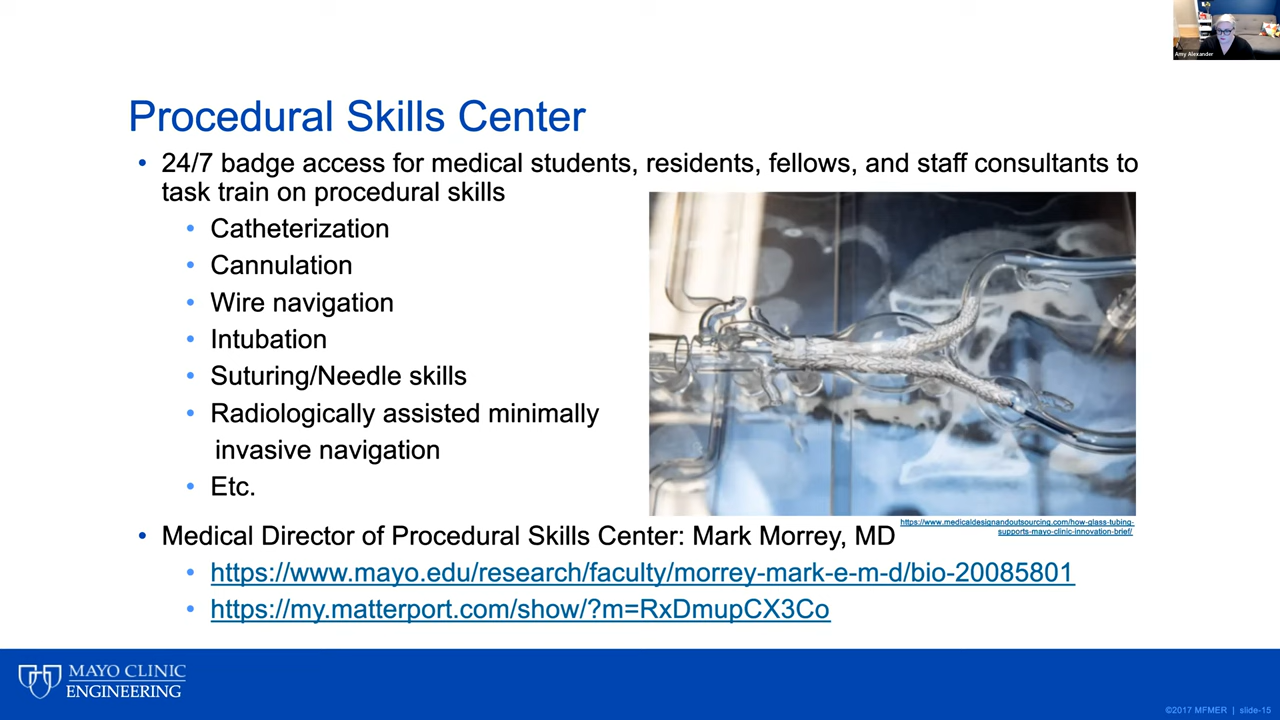 Amy Alexander
Procedural Skills Center
• 24/7 badge access for medical students, residents, fellows, and staff consultants to
task train on procedural skills
• Catheterization
• Cannulation
• Wire navigation
• Intubation
• Suturing/Needle skills
• Radiologically assisted minimally
invasive navigation
• Etc.
https://www.medicaldesignandoutsourcing.com/how-glass-tubing-
supports-mayo-clinic-innovation-brief/
• Medical Director of Procedural Skills Center: Mark Morrey, MD
• https://www.mayo.edu/research/faculty/morrey-mark-e-m-d/bio-20085801
• https://my.matterport.com/show/?m=RxDmupCX3Co
MAYO CLINIC
ENGINEERING
©2017 MFMER | slide-15